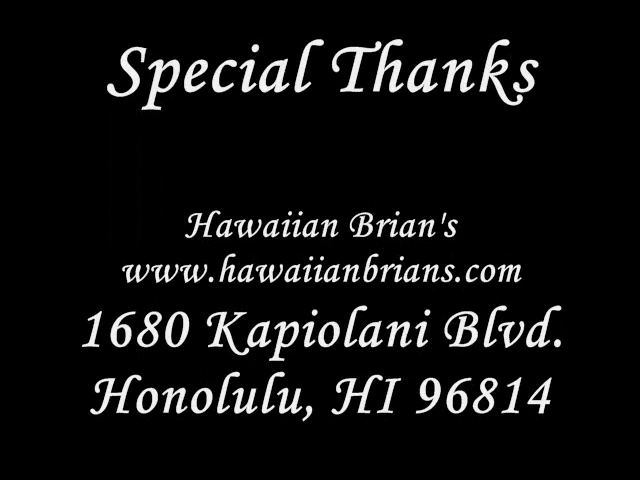 Special Thanks
Hawaiian Brian's
www.hawaiianbrians.com
1680 Kapiolani Blvd.
Honolulu, HI 96814